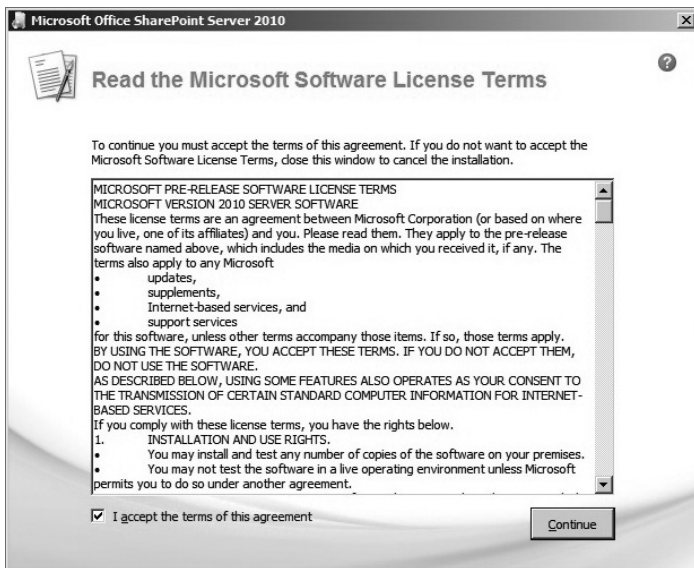 Microsoft Office SharePoint Server 2010
Read the Microsoft Software License Terms
To continue you must accept the terms of this agreement. If you do not want to accept the
Microsoft Software License Terms, close this window to cancel the installation.
MICROSOFT PRE-RELEASE SOFTWARE LICENSE TERMS
MICROSOFT VERSION 2010 SERVER SOFTWARE
These license terms are an agreement between Microsoft Corporation (or based on where
you live, one of its affiliates) and you. Please read them. They apply to the pre-release
software named above, which includes the media on which you received it, if any. The
terms also apply to any Microsoft
• updates,
• supplements,
• Internet-based services, and
• support services
for this software, unless other terms accompany those items. If so, those terms apply.
BY USING THE SOFTWARE, YOU ACCEPT THESE TERMS. IF YOU DO NOT ACCEPT THEM,
DO NOT USE THE SOFTWARE.
AS DESCRIBED BELOW, USING SOME FEATURES ALSO OPERATES AS YOUR CONSENT TO
THE TRANSMISSION OF CERTAIN STANDARD COMPUTER INFORMATION FOR INTERNET-
BASED SERVICES.
If you comply with these license terms, you have the rights below.
1. INSTALLATION AND USE RIGHTS.
• You may install and test any number of copies of the software on your premises.
• You may not test the software in a live operating environment unless Microsoft
permits you to do so under another agreement.
I accept the terms of this agreement
Continue